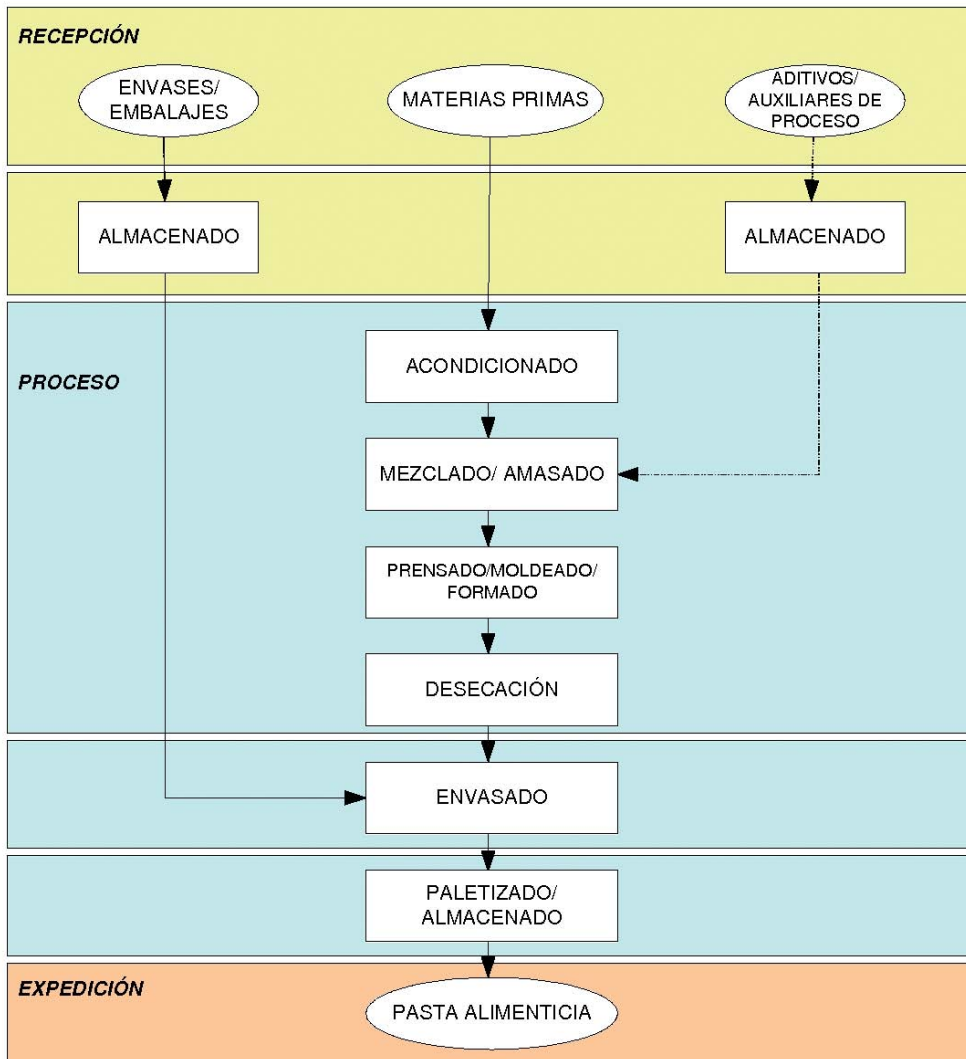 RECEPCIÓN
ENVASES/
EMBALAJES
MATERIAS PRIMAS
ADITIVOS/
AUXILIARES DE
PROCESO
ALMACENADO
ALMACENADO
PROCESO
ACONDICIONADO
MEZCLADO/ AMASADO
PRENSADO/MOLDEADO/
FORMADO
DESECACIÓN
ENVASADO
PALETIZADO/
ALMACENADO
EXPEDICIÓN
PASTA ALIMENTICIA